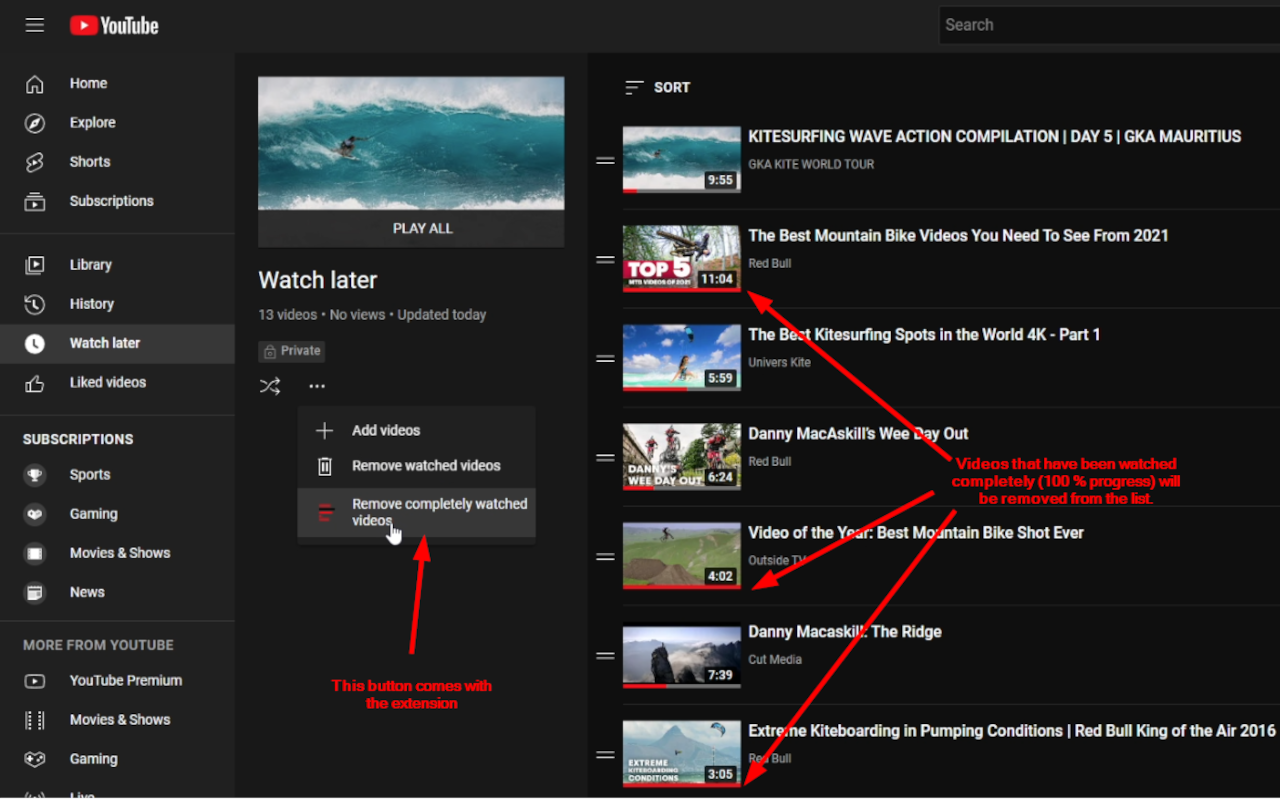 YouTube
Search
Home
Explore
Shorts
Subscriptions
Library
History
Watch later
Liked videos
SUBSCRIPTIONS
Sports
Gaming
Movies & Shows
News
MORE FROM YOUTUBE
YouTube Premium
Movies & Shows
Gaming
Live
PLAY ALL
Watch later
13 videos • No views • Updated today
Private
Add videos
Remove watched videos
Remove completely watched
videos
This button comes with
the extension
SORT
9:55
KITESURFING WAVE ACTION COMPILATION | DAY 5 | GKA MAURITIUS
GKA KITE WORLD TOUR
TOP 5
MTB VIDEOS OF 2021
11:04
The Best Mountain Bike Videos You Need To See From 2021
Red Bull
5:59
The Best Kitesurfing Spots in the World 4K - Part 1
Univers Kite
DANNY'S
WEE DAY OUT
6:24
Danny MacAskill's Wee Day Out
Red Bull
Videos that have been watched
completely (100 % progress) will
be removed from the list.
4:02
Video of the Year: Best Mountain Bike Shot Ever
Outside TV
7:39
Danny Macaskill: The Ridge
Cut Media
EXTREME
KITEBOARDING
CONDITIONS
3:05
Extreme Kiteboarding in Pumping Conditions | Red Bull King of the Air 2016
Red Bull